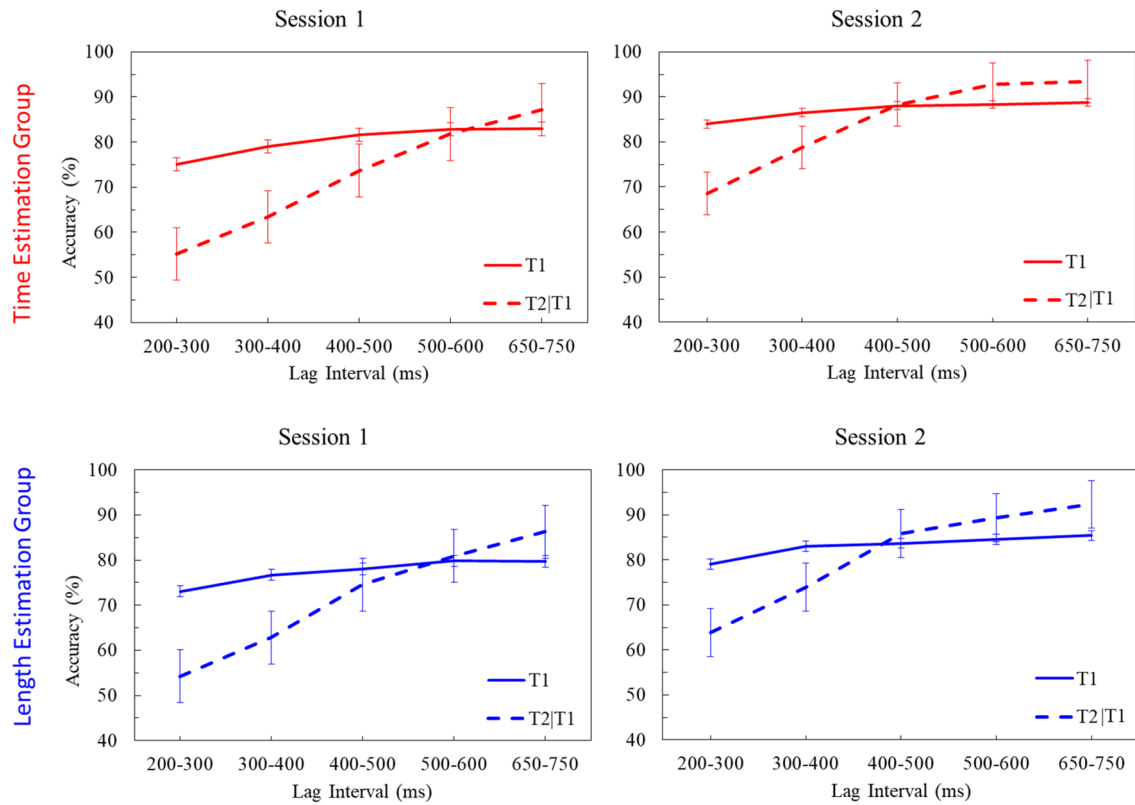 Session 1
Session 2
Time Estimation Group
Accuracy (%)
100
90
80
70
60
50
40
T1
T2|T1
200-300 300-400 400-500 500-600 650-750
Lag Interval (ms)
100
90
80
70
60
50
40
T1
T2|T1
200-300 300-400 400-500 500-600 650-750
Lag Interval (ms)
Session 1
Session 2
Length Estimation Group
Accuracy (%)
100
90
80
70
60
50
40
T1
T2|T1
200-300 300-400 400-500 500-600 650-750
Lag Interval (ms)
Accuracy (%)
100
90
80
70
60
50
40
T1
T2|T1
200-300 300-400 400-500 500-600 650-750
Lag Interval (ms)